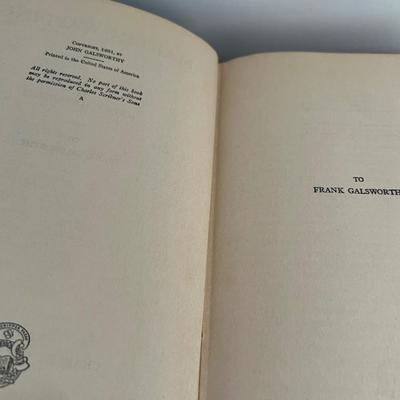 COPYRIGHT, 1931, BY
JOHN GALSWORTHY
Printed in the United States of America
All rights reserved. No part of this book
may be reproduced in any form without
the permission of Charles Scribner's Sons
A
TO
FRANK GALSWORTH